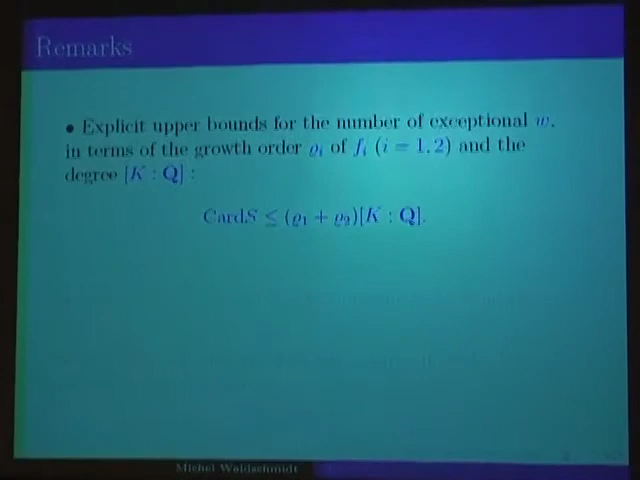 Remarks
• Explicit upper bounds for the number of exceptional w,
in terms of the growth order ϱᵢ of fᵢ (i = 1, 2) and the
degree [K : Q] :
CardS ≤ (ϱ₁ + ϱ₂)[K : Q].
Michel Waldschmidt